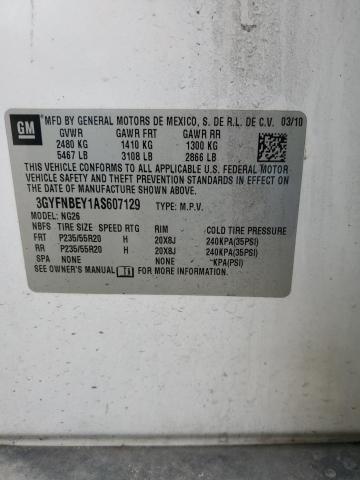 GM
MFD BY GENERAL MOTORS DE MEXICO, S. DE R.L. DE C.V. 03/10
GVWR GAWR FRT GAWR RR
2480 KG 1410 KG 1300 KG
5467 LB 3108 LB 2866 LB
THIS VEHICLE CONFORMS TO ALL APPLICABLE U.S. FEDERAL MOTOR
VEHICLE SAFETY AND THEFT PREVENTION STANDARDS IN
EFFECT ON THE DATE OF MANUFACTURE SHOWN ABOVE.
3GYFNBEY1AS607129 TYPE: M.P.V.
MODEL: NG26
NBFS TIRE SIZE SPEED RTG RIM COLD TIRE PRESSURE
FRT P235/55R20 H 20X8J 240KPA(35PSI)
RR P235/55R20 H 20X8J 240KPA(35PSI)
SPA NONE NONE KPA(PSI)
SEE OWNER'S MANUAL FOR ADDITIONAL INFORMATION.